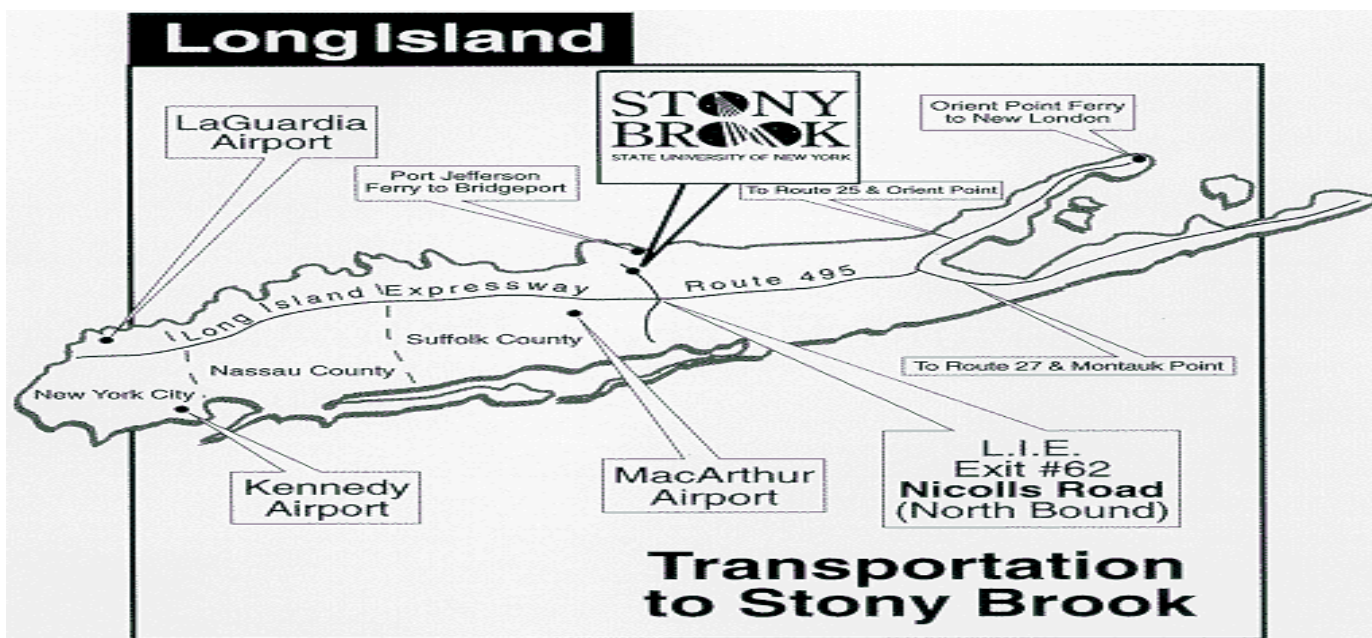 Long Island
STONY
BROOK
STATE UNIVERSITY OF NEW YORK
LaGuardia
Airport
Orient Point Ferry
to New London
Port Jefferson
Ferry to Bridgeport
To Route 25 & Orient Point
Long Island Expressway
Route 495
Suffolk County
Nassau County
New York City
To Route 27 & Montauk Point
Kennedy
Airport
MacArthur
Airport
L.I.E.
Exit #62
Nicolls Road
(North Bound)
Transportation
to Stony Brook